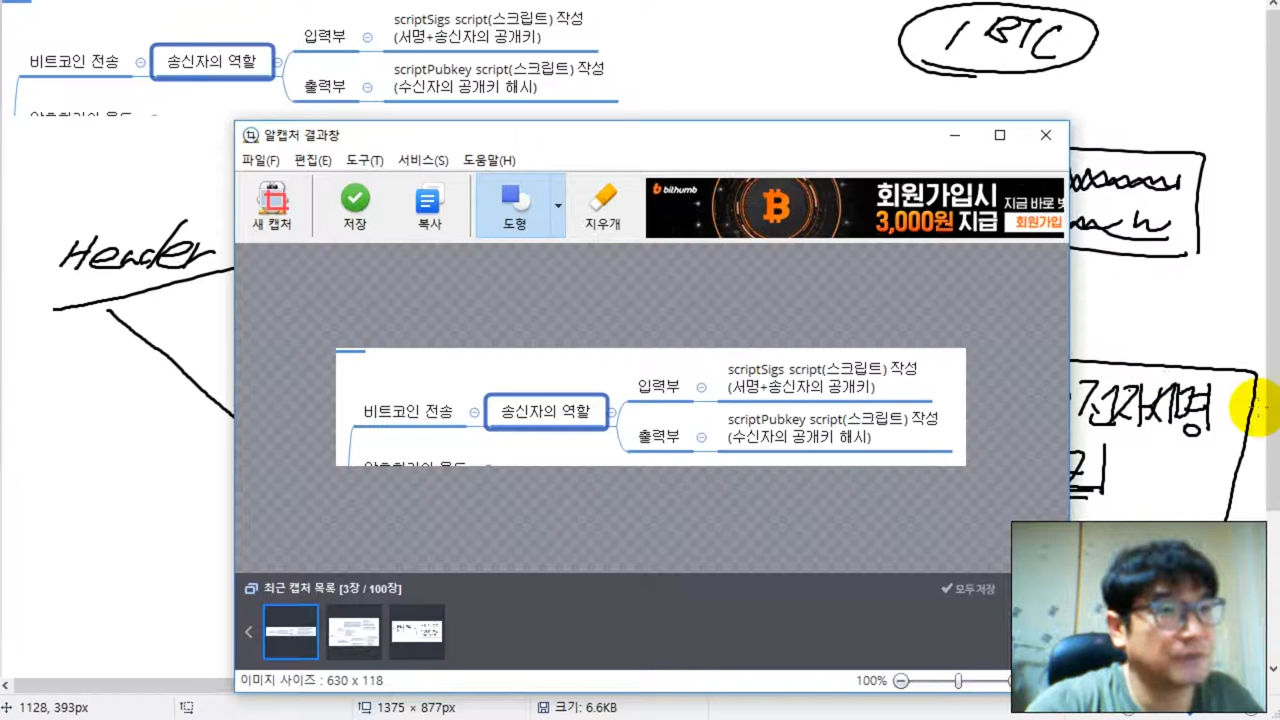 scriptSigs script(스크립트) 작성
입력부
(서명+송신자의 공개키)
비트코인 전송
송신자의 역할
scriptPubkey script(스크립트) 작성
출력부
(수신자의 공개키 해시)
1 BTC
알캡처 결과창
파일(F) 편집(E) 도구(T) 서비스(S) 도움말(H)
새 캡처 저장 복사 도형 지우개
bithumb
회원가입시
3,000원 지급
지금 바로
회원가입
Header
scriptSigs script(스크립트) 작성
입력부
(서명+송신자의 공개키)
비트코인 전송
송신자의 역할
scriptPubkey script(스크립트) 작성
출력부
(수신자의 공개키 해시)
전자서명
최근 캡처 목록 [3장 / 100장]
모두저장
이미지 사이즈 : 630 x 118
100%
1128, 393px
1375 × 877px
크기: 6.6KB